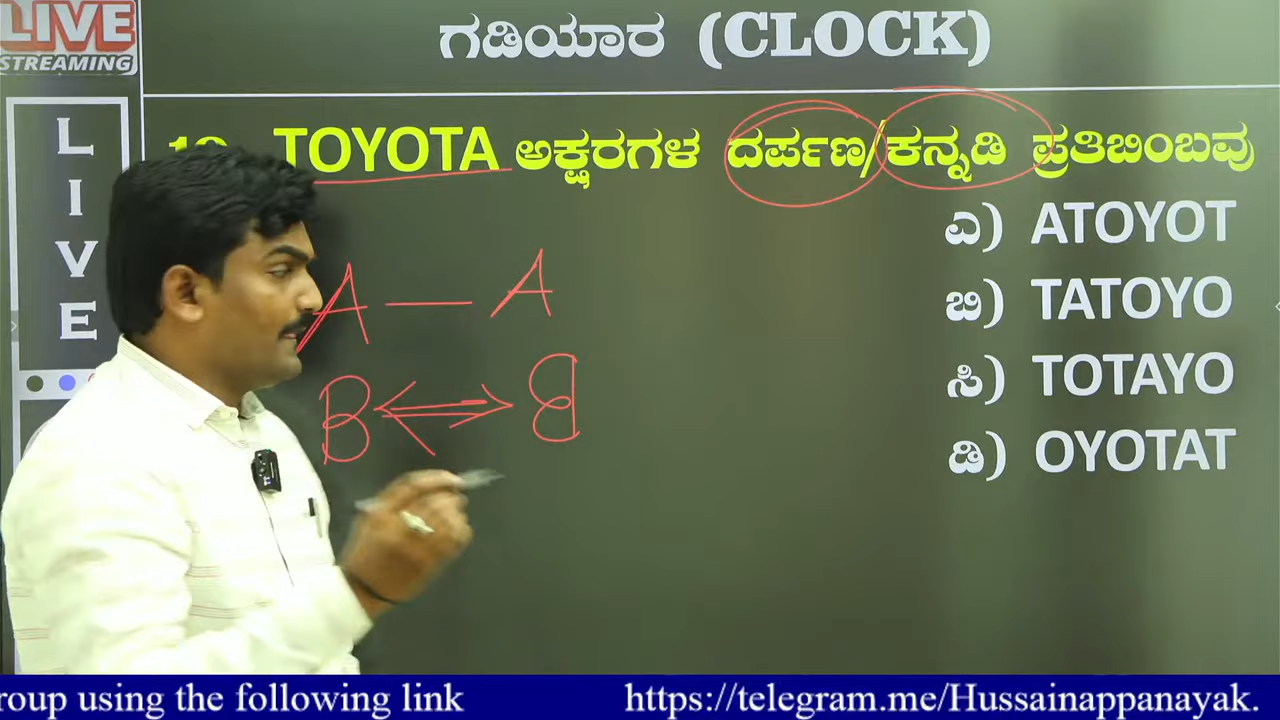 LIVE
STREAMING
ಗಡಿಯಾರ (CLOCK)
L
I
V
E
TOYOTA ಅಕ್ಷರಗಳ ದರ್ಪಣ/ಕನ್ನಡಿ ಪ್ರತಿಬಿಂಬವು
ಎ) ATOYOT
ಬಿ) TATOYO
ಸಿ) TOTAYO
ಡಿ) OYOTAT
A — A
B B
roup using the following link https://telegram.me/Hussainappanayak.